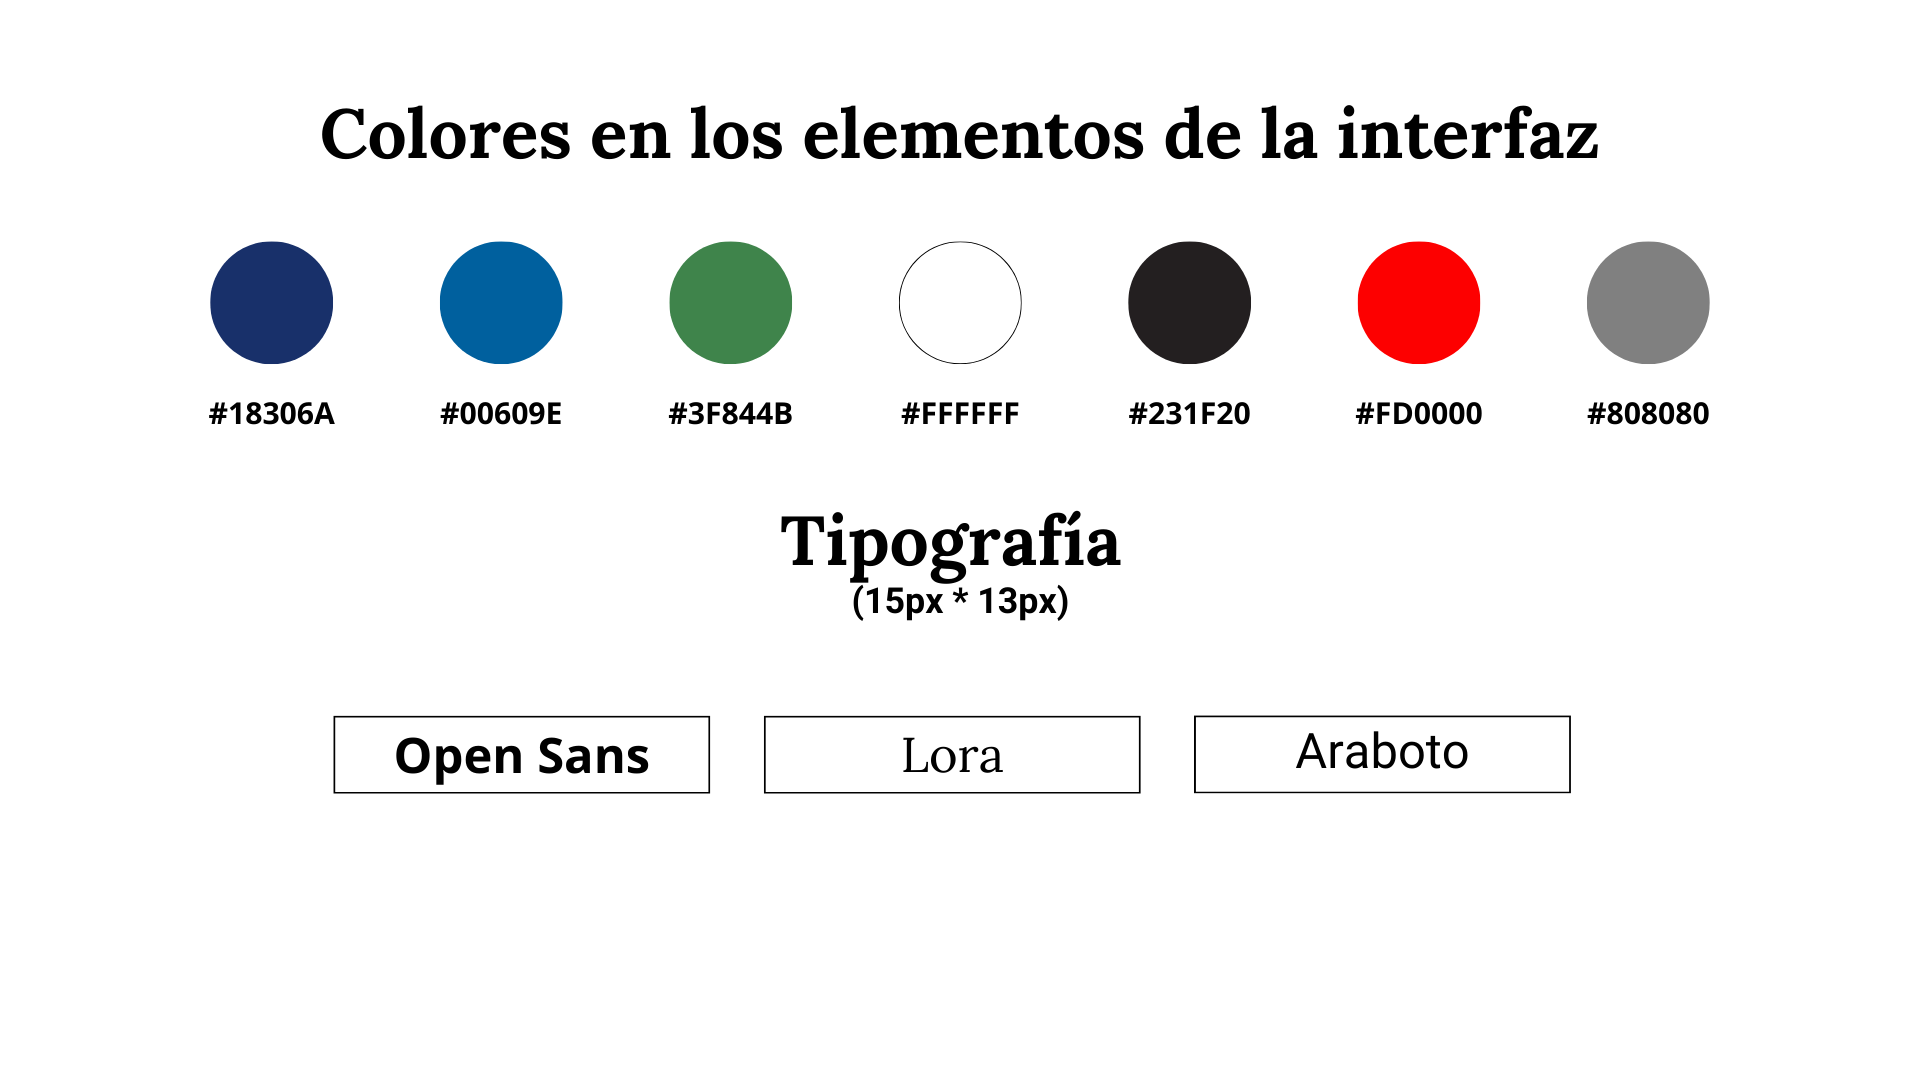 Colores en los elementos de la interfaz
#18306A #00609E #3F844B #FFFFFF #231F20 #FD0000 #808080
Tipografía
(15px * 13px)
Open Sans Lora Araboto